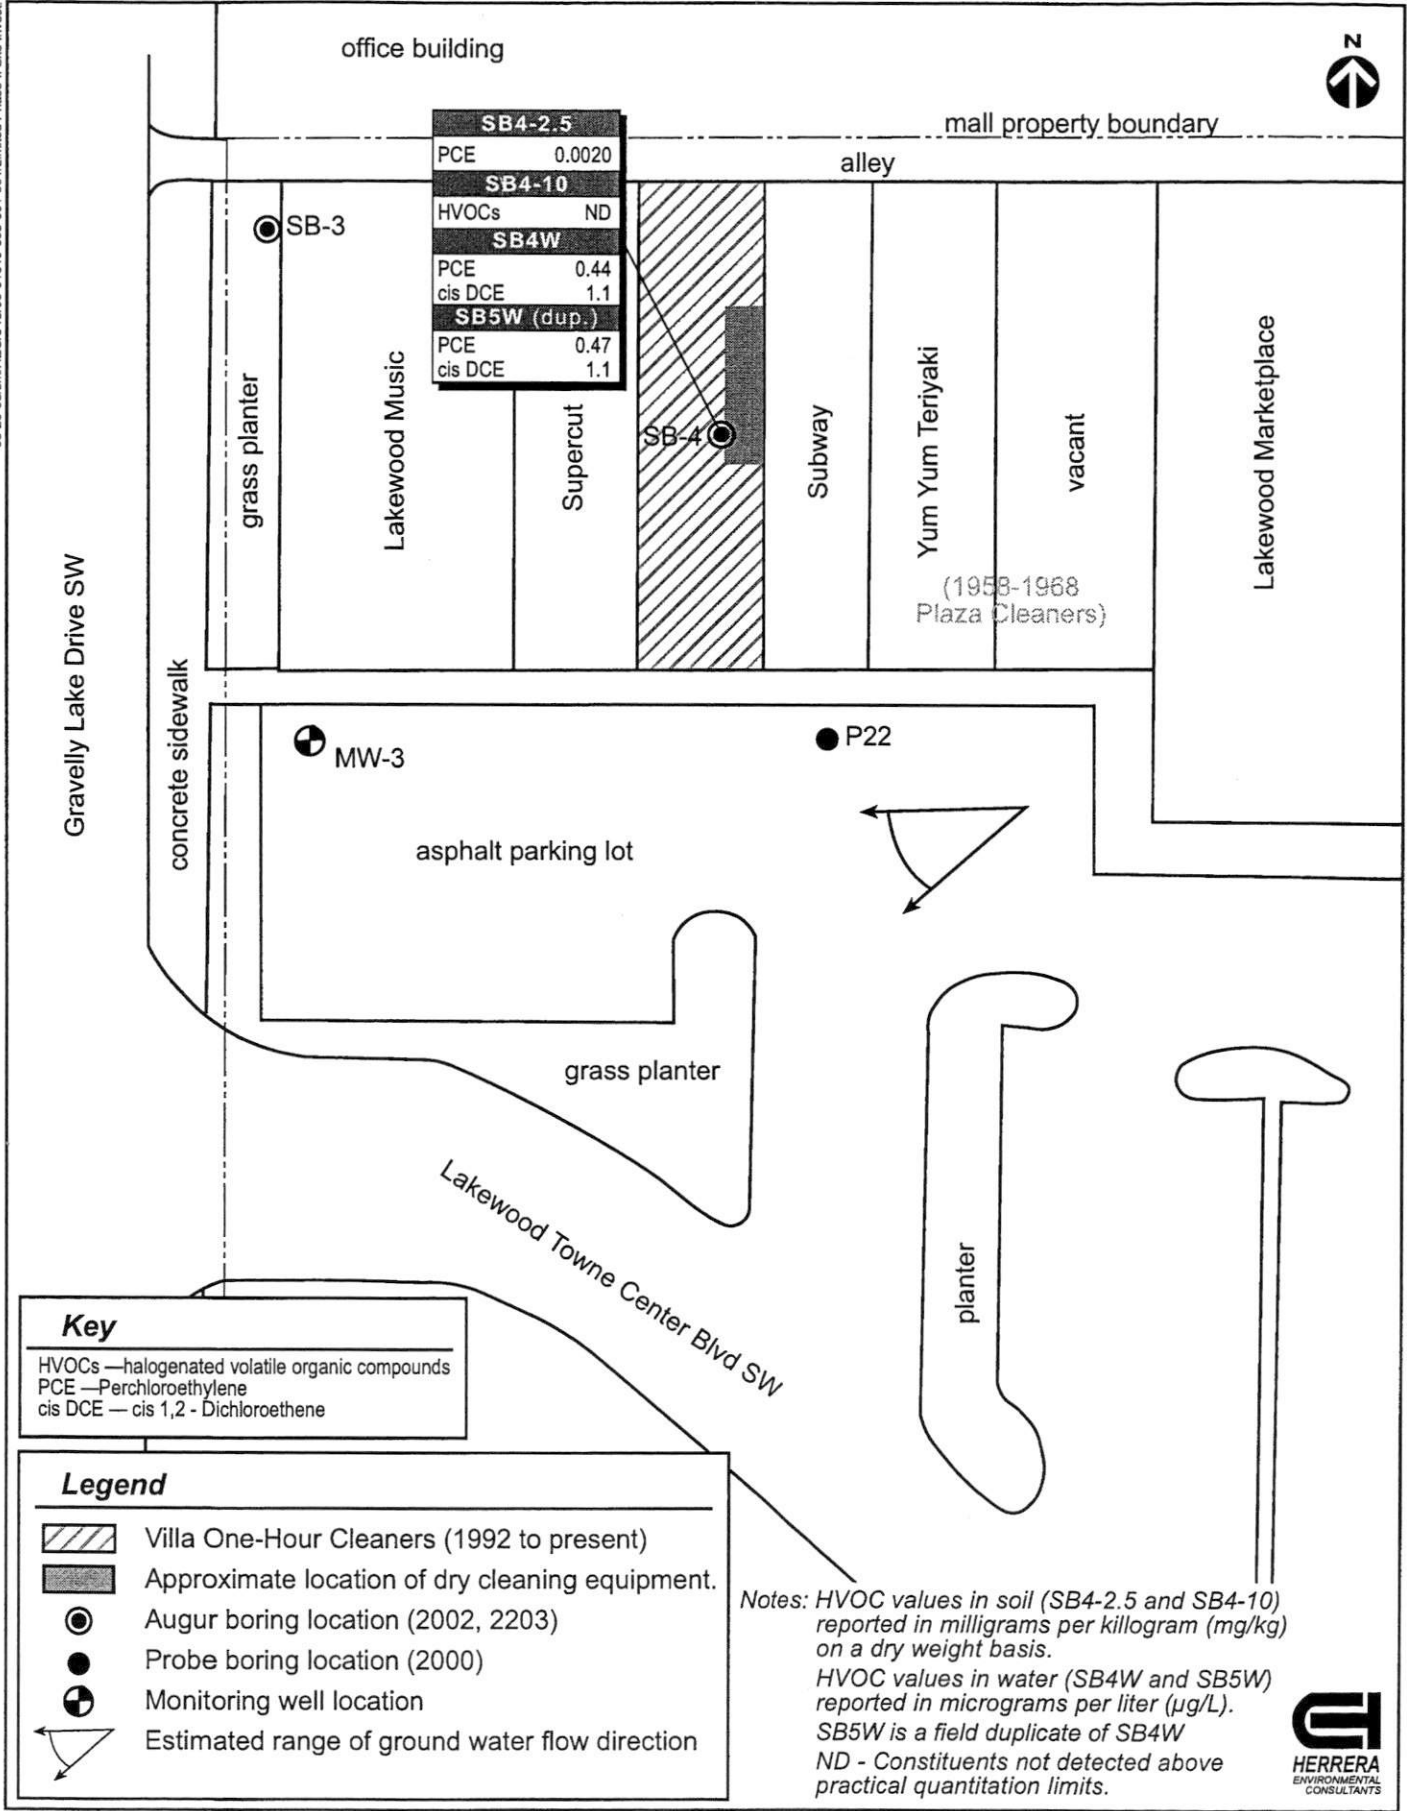 office building
N
mall property boundary
alley
SB4-2.5
PCE 0.0020
SB4-10
HVOCs ND
SB4W
PCE 0.44
cis DCE 1.1
SB5W (dup.)
PCE 0.47
cis DCE 1.1
SB-3
grass planter
Lakewood Music
Supercut
SB-4
Subway
Yum Yum Teriyaki
vacant
Lakewood Marketplace
(1958-1968
Plaza Cleaners)
Gravelly Lake Drive SW
concrete sidewalk
MW-3
P22
asphalt parking lot
grass planter
Lakewood Towne Center Blvd SW
planter
Key
HVOCs —halogenated volatile organic compounds
PCE —Perchloroethylene
cis DCE — cis 1,2 - Dichloroethene
Legend
Villa One-Hour Cleaners (1992 to present)
Approximate location of dry cleaning equipment.
Augur boring location (2002, 2203)
Probe boring location (2000)
Monitoring well location
Estimated range of ground water flow direction
Notes: HVOC values in soil (SB4-2.5 and SB4-10)
reported in milligrams per killogram (mg/kg)
on a dry weight basis.
HVOC values in water (SB4W and SB5W)
reported in micrograms per liter (µg/L).
SB5W is a field duplicate of SB4W
ND - Constituents not detected above
practical quantitation limits.
HERRERA
ENVIRONMENTAL
CONSULTANTS